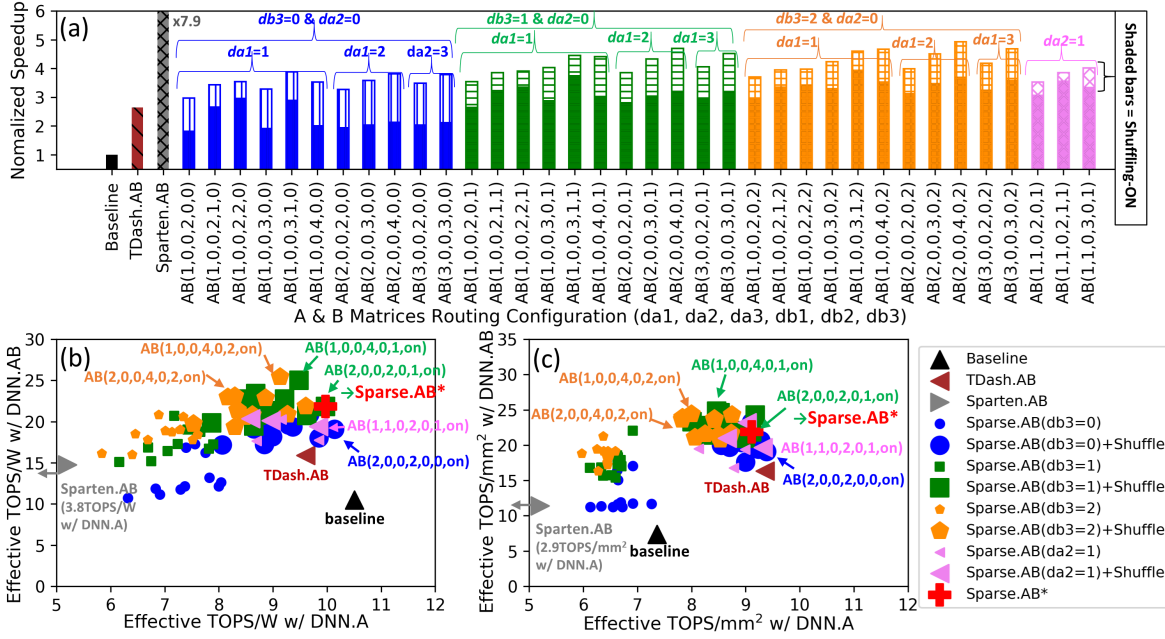 (a)
x7.9
db3=0 & da2=0
db3=1 & da2=0
db3=2 & da2=0
da1=1
da1=2
da2=3
da1=1
da1=2
da1=3
da1=1
da1=2
da1=3
da2=1
Shaded bars = Shuffling-ON
Nomalized Speedup
6
5
4
3
2
1
Baseline
TDash.AB
Sparten.AB
AB(1,0,0,2,0,0)
AB(1,0,0,2,1,0)
AB(1,0,0,2,2,0)
AB(1,0,0,3,0,0)
AB(1,0,0,3,1,0)
AB(1,0,0,4,0,0)
AB(2,0,0,2,0,0)
AB(2,0,0,3,0,0)
AB(2,0,0,4,0,0)
AB(3,0,0,2,0,0)
AB(3,0,0,3,0,0)
AB(1,0,0,2,0,1)
AB(1,0,0,2,1,1)
AB(1,0,0,2,2,1)
AB(1,0,0,3,0,1)
AB(1,0,0,3,1,1)
AB(1,0,0,4,0,1)
AB(2,0,0,2,0,1)
AB(2,0,0,3,0,1)
AB(2,0,0,4,0,1)
AB(3,0,0,2,0,1)
AB(3,0,0,3,0,1)
AB(1,0,0,2,0,2)
AB(1,0,0,2,1,2)
AB(1,0,0,2,2,2)
AB(1,0,0,3,0,2)
AB(1,0,0,3,1,2)
AB(1,0,0,4,0,2)
AB(2,0,0,2,0,2)
AB(2,0,0,3,0,2)
AB(2,0,0,4,0,2)
AB(3,0,0,2,0,2)
AB(3,0,0,3,0,2)
AB(1,1,0,2,0,1)
AB(1,1,0,2,1,1)
AB(1,1,0,3,0,1)
A & B Matrices Routing Configuration (da1, da2, da3, db1, db2, db3)
(b)
Effective TOPS/W w/ DNN.AB
30
25
20
15
10
5
0
AB(1,0,0,4,0,2,on)
AB(1,0,0,4,0,1,on)
AB(2,0,0,4,0,2,on)
AB(2,0,0,2,0,1,on)
→Sparse.AB*
AB(1,1,0,2,0,1,on)
AB(2,0,0,2,0,0,on)
TDash.AB
baseline
Sparten.AB
(3.8TOPS/W
w/ DNN.A)
5 6 7 8 9 10 11 12
Effective TOPS/W w/ DNN.A
(c)
Effective TOPS/mm² w/ DNN.AB
35
30
25
20
15
10
5
0
AB(1,0,0,4,0,1,on)
AB(1,0,0,4,0,2,on)
AB(2,0,0,2,0,1,on)
→Sparse.AB*
AB(2,0,0,4,0,2,on)
AB(1,1,0,2,0,1,on)
AB(2,0,0,2,0,0,on)
TDash.AB
baseline
Sparten.AB
(2.9TOPS/mm²
w/ DNN.A)
5 6 7 8 9 10 11 12
Effective TOPS/mm² w/ DNN.A
Baseline
TDash.AB
Sparten.AB
Sparse.AB(db3=0)
Sparse.AB(db3=0)+Shuffle
Sparse.AB(db3=1)
Sparse.AB(db3=1)+Shuffle
Sparse.AB(db3=2)
Sparse.AB(db3=2)+Shuffle
Sparse.AB(da2=1)
Sparse.AB(da2=1)+Shuffle
Sparse.AB*